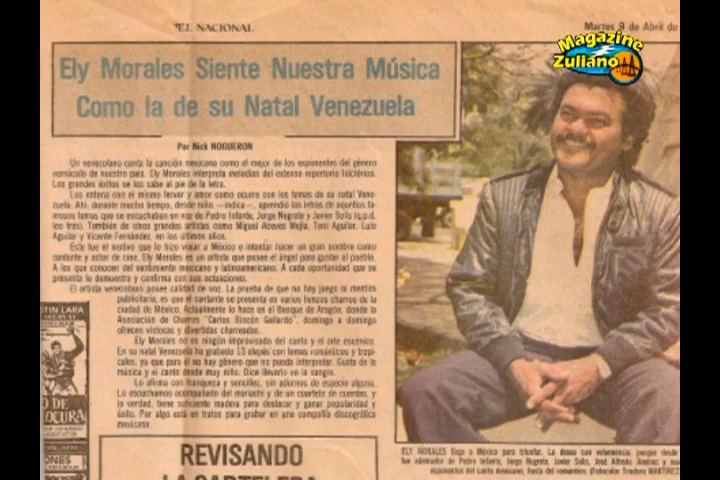 EL NACIONAL
Martes 9 de Abril de
Magazine
Zuliano
Ely Morales Siente Nuestra Música
Como la de su Natal Venezuela
Por Nick NOGUERON
Un venezolano canta la canción mexicana como el mejor de los exponentes del género
vernáculo de nuestro país. Ely Morales interpreta melodías del extenso repertorio folclórico.
Los grandes éxitos se los sabe al pie de la letra.
Los entona con el mismo fervor y amor como ocurre con los temas de su natal Vene-
zuela. Ahí, durante mucho tiempo, desde niño —indica—, aprendió las letras de aquellos fa-
mosos temas que se escuchaban en voz de Pedro Infante, Jorge Negrete y Javier Solís (q.p.d.
los tres). También de otros grandes artistas como Miguel Aceves Mejía, Toni Aguilar, Luis
Aguilar y Vicente Fernández, en los últimos años.
Este fue el motivo que lo hizo viajar a México e intentar hacer un gran nombre como
cantante y actor de cine. Ely Morales es un artista que posee el ángel para gustar al pueblo.
A los que conocen del sentimiento mexicano y latinoamericano. A cada oportunidad que se
presenta lo demuestra y confirma con sus actuaciones.
El artista venezolano posee calidad de voz. La prueba de que no hay juego ni mentira
publicitaria, es que el cantante se presenta en varios lienzos charros de la
ciudad de México. Actualmente lo hace en el Bosque de Aragón, donde la
Asociación de Charros "Carlos Rincón Gallardo", domingo a domingo
ofrecen vistosas y divertidas charreadas.
Ely Morales no es ningún improvisado del canto y el arte escénico.
En su natal Venezuela ha grabado 13 elepés con temas románticos y tropi-
cales, ya que para él no hay género que no pueda interpretar. Gusta de la
música y el canto desde muy niño. Dice llevarlo en la sangre.
Lo afirma con franqueza y sencillez, sin adornos de especie alguna.
Lo escuchamos acompañado del mariachi y de un cuarteto de cuerdas, y
la verdad, tiene suficiente madera para destacar y ganar popularidad y
éxito. Por algo está en tratos para grabar en una compañía discográfica
mexicana.
STIN LARA
O DE
OCURA
ONES
REVISANDO
LA CARTELERA
ELY MORALES llega a México para triunfar. Lo desea con vehemencia, porque desde
fue admirador de Pedro Infante, Jorge Negrete, Javier Solís, José Alfredo Jiménez y
exponentes del canto mexicano, hasta del romántico. (Fotocolor Teodoro MARTINEZ